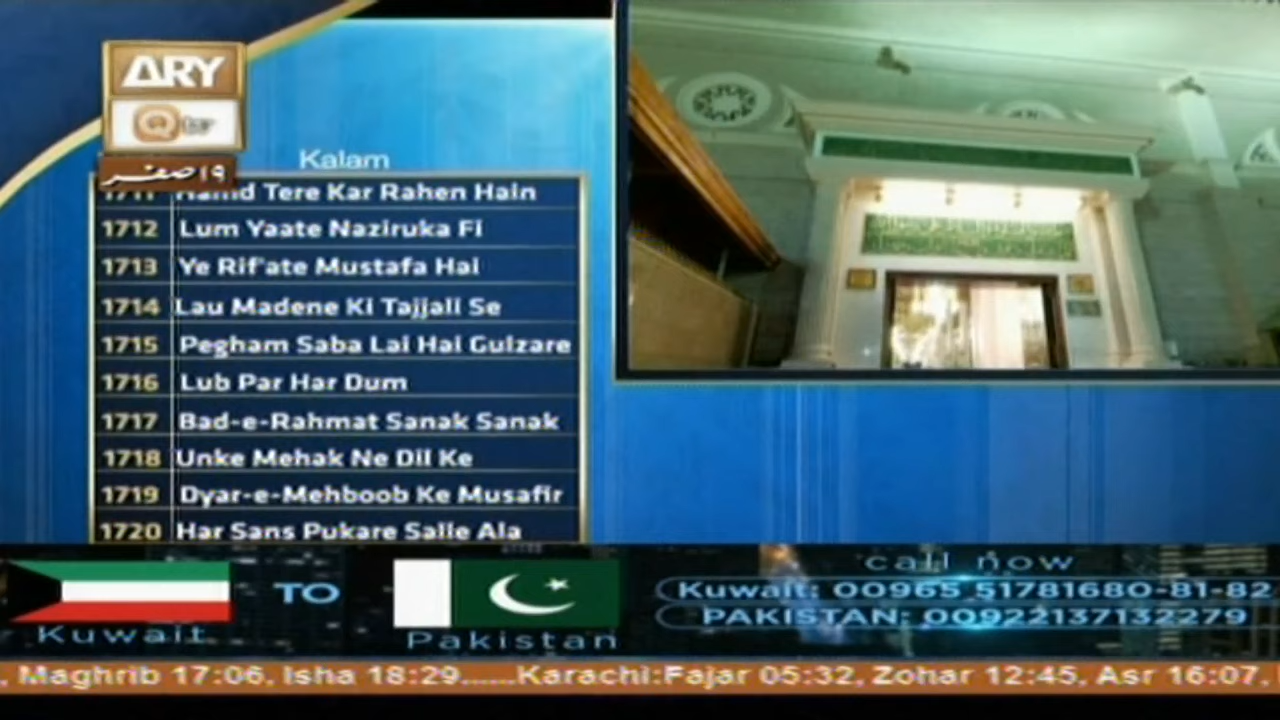 ARY
Qtv
۱۹ صفر
Kalam
1711 Hamd Tere Kar Rahen Hain
1712 Lum Yaate Naziruka Fi
1713 Ye Rif'ate Mustafa Hai
1714 Lau Madene Ki Tajjali Se
1715 Pegham Saba Lai Hai Gulzare
1716 Lub Par Har Dum
1717 Bad-e-Rahmat Sanak Sanak
1718 Unke Mehak Ne Dil Ke
1719 Dyar-e-Mehboob Ke Musafir
1720 Har Sans Pukare Salle Ala
Kuwait TO Pakistan
call now
Kuwait: 00965 51781680-81-82
PAKISTAN: 00922137132279
, Maghrib 17:06, Isha 18:29......Karachi:Fajar 05:32, Zohar 12:45, Asr 16:07,